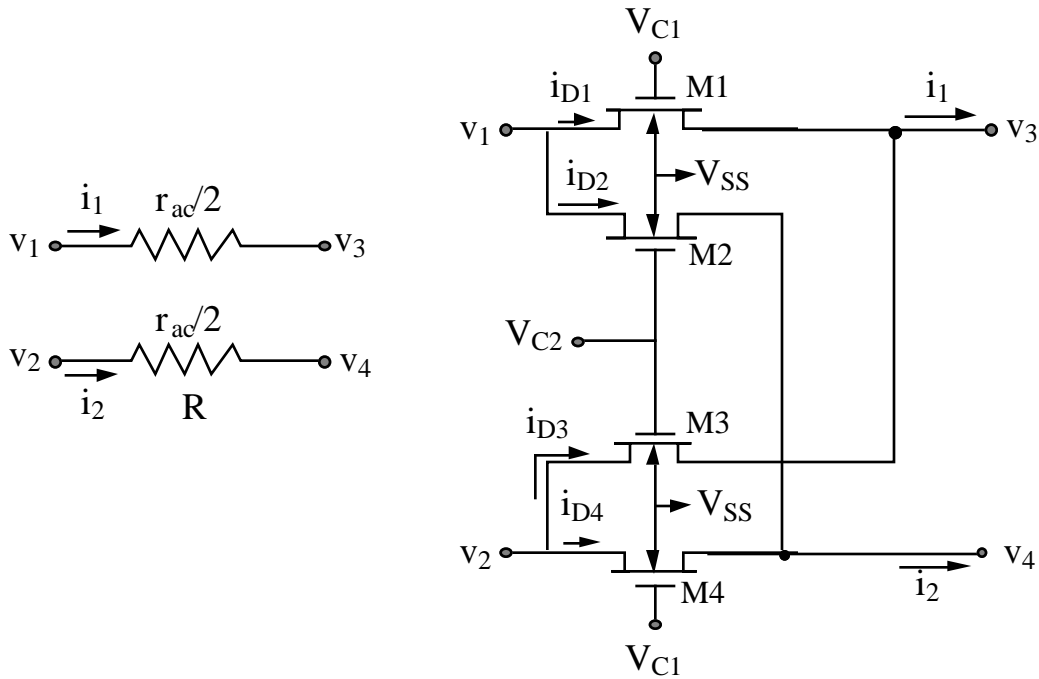 V_C1
i_D1
M1
i_1
v_1
v_3
i_D2
V_SS
i_1
r_ac/2
v_1
v_3
M2
r_ac/2
V_C2
v_2
v_4
i_2
R
i_D3
M3
i_D4
V_SS
v_2
v_4
M4
i_2
V_C1